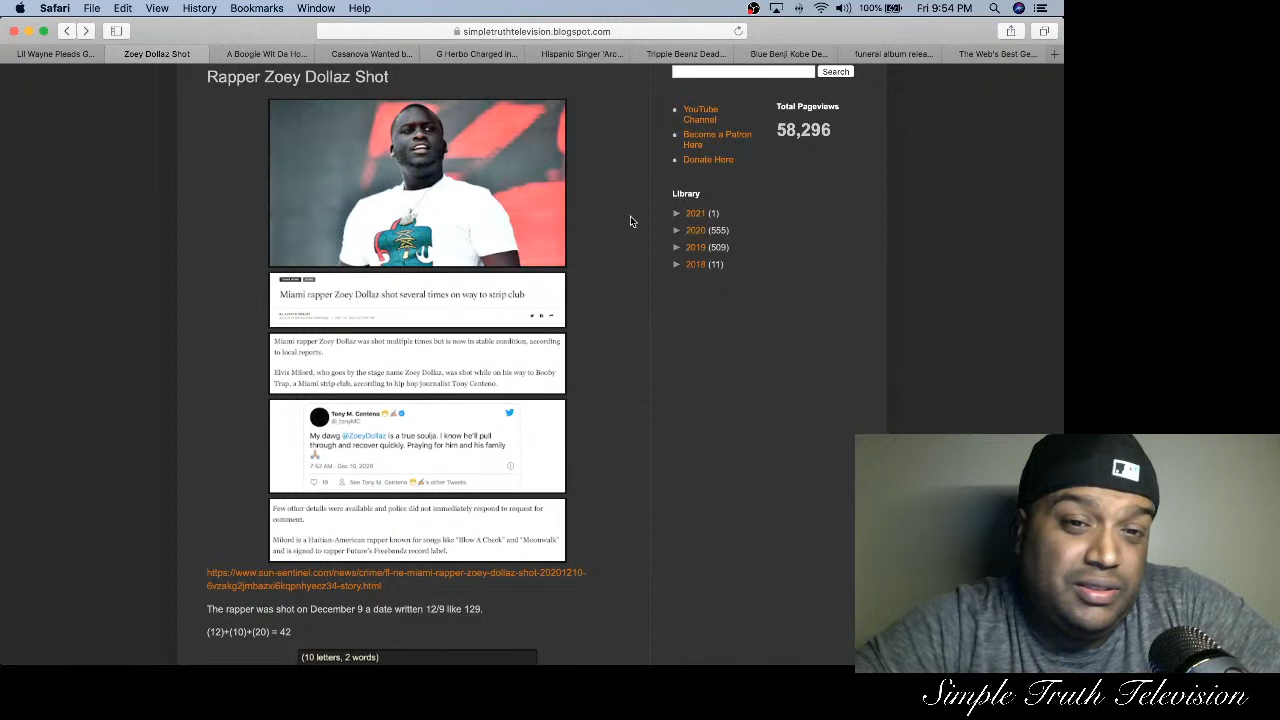 Safari File Edit View History Bookmarks Window Help 100% Fri 9:54 PM
simpletruthtelevision.blogspot.com
Lil Wayne Pleads G... Zoey Dollaz Shot A Boogie Wit Da Ho... Casanova Wanted b... G Herbo Charged in... Hispanic Singer 'Arc... Tripple Beanz Dead... Blue Benji Kobe De... funeral album relea... The Web's Best Ge...
Rapper Zoey Dollaz Shot
Search
YouTube
Channel
Become a Patron
Here
Donate Here
Total Pageviews
58,296
Library
► 2021 (1)
► 2020 (555)
► 2019 (509)
► 2018 (11)
Miami rapper Zoey Dollaz shot several times on way to strip club
Miami rapper Zoey Dollaz was shot multiple times but is now in stable condition, according
to local reports.
Elvis Milord, who goes by the stage name Zoey Dollaz, was shot while on his way to Booby
Trap, a Miami strip club, according to hip hop journalist Tony Centeno.
Tony M. Centeno
@_tonyMC
My dawg @ZoeyDollaz is a true soulja. I know he'll pull
through and recover quickly. Praying for him and his family
7:52 AM · Dec 10, 2020
19 See Tony M. Centeno 's other Tweets
Few other details were available and police did not immediately respond to request for
comment.
Milord is a Haitian-American rapper known for songs like “Blow A Check” and “Moonwalk”
and is signed to rapper Future's Freebandz record label.
https://www.sun-sentinel.com/news/crime/fl-ne-miami-rapper-zoey-dollaz-shot-20201210-
6vzakg2jmbazxi6kqpnhyecz34-story.html
The rapper was shot on December 9 a date written 12/9 like 129.
(12)+(10)+(20) = 42
(10 letters, 2 words)
Simple Truth Television